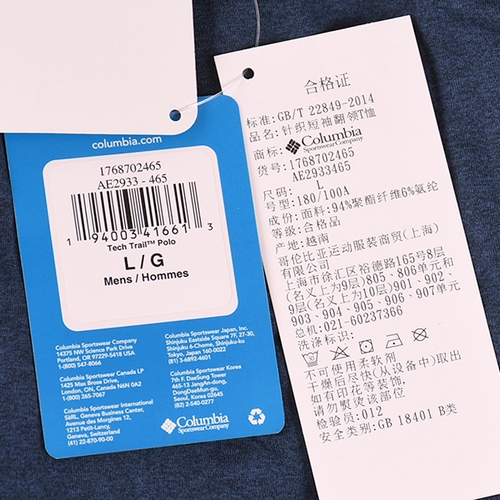 columbia.com
1768702465
AE2933 - 465
1 94003 41661 3
Tech Trail™ Polo
L / G
Mens / Hommes
Columbia Sportswear Company
14375 NW Science Park Drive
Portland, OR 97229-5418 USA
1-(800) 547-8066
Columbia Sportswear Canada LP
1425 Max Brose Drive,
London, ON, Canada N6N 0A2
1-(800) 265-7067
Columbia Sportswear International
SàRL, Geneva Business Center,
Avenue des Morgines 12,
1213 Petit-Lancy,
Geneva, Switzerland
(41) 22-870-90-00
Columbia Sportswear Japan, Inc.
Shinjuku Eastside Square 7F, 27-30,
Shinjuku 6-Chome, Shinjuku-ku
Tokyo, Japan 160-0022
(81) 3-6892-4681
Columbia Sportswear Korea
7th F. DaeSung Tower
465-13 Jang-Andong,
DongDaeMun-gu,
Seoul, Korea 130-843
(82) 2-540-0277
Columbia
Sportswear Company
合格证
标准:GB/T 22849-2014
品名:针织短袖翻领T恤
商标:Columbia
Sportswear Company
货号:1768702465
AE2933465
尺码: L
号型:180/100A
成份:面料:94%聚酯纤维6%氨纶
等级:合格品
产地:越南
哥伦比亚运动服装商贸(上海)
有限公司
上海市徐汇区裕德路165号8层
(名义上为9层)805、806单元和
9层(名义上为10层)901、902、
903、904、905、906、907单元
总机:021-60237366
洗涤标识:
不可使用柔软剂
干燥后尽快(从设备中)取出
如有印花等装饰,
请勿熨烫该部位
检验员:012
安全类别:GB 18401 B类